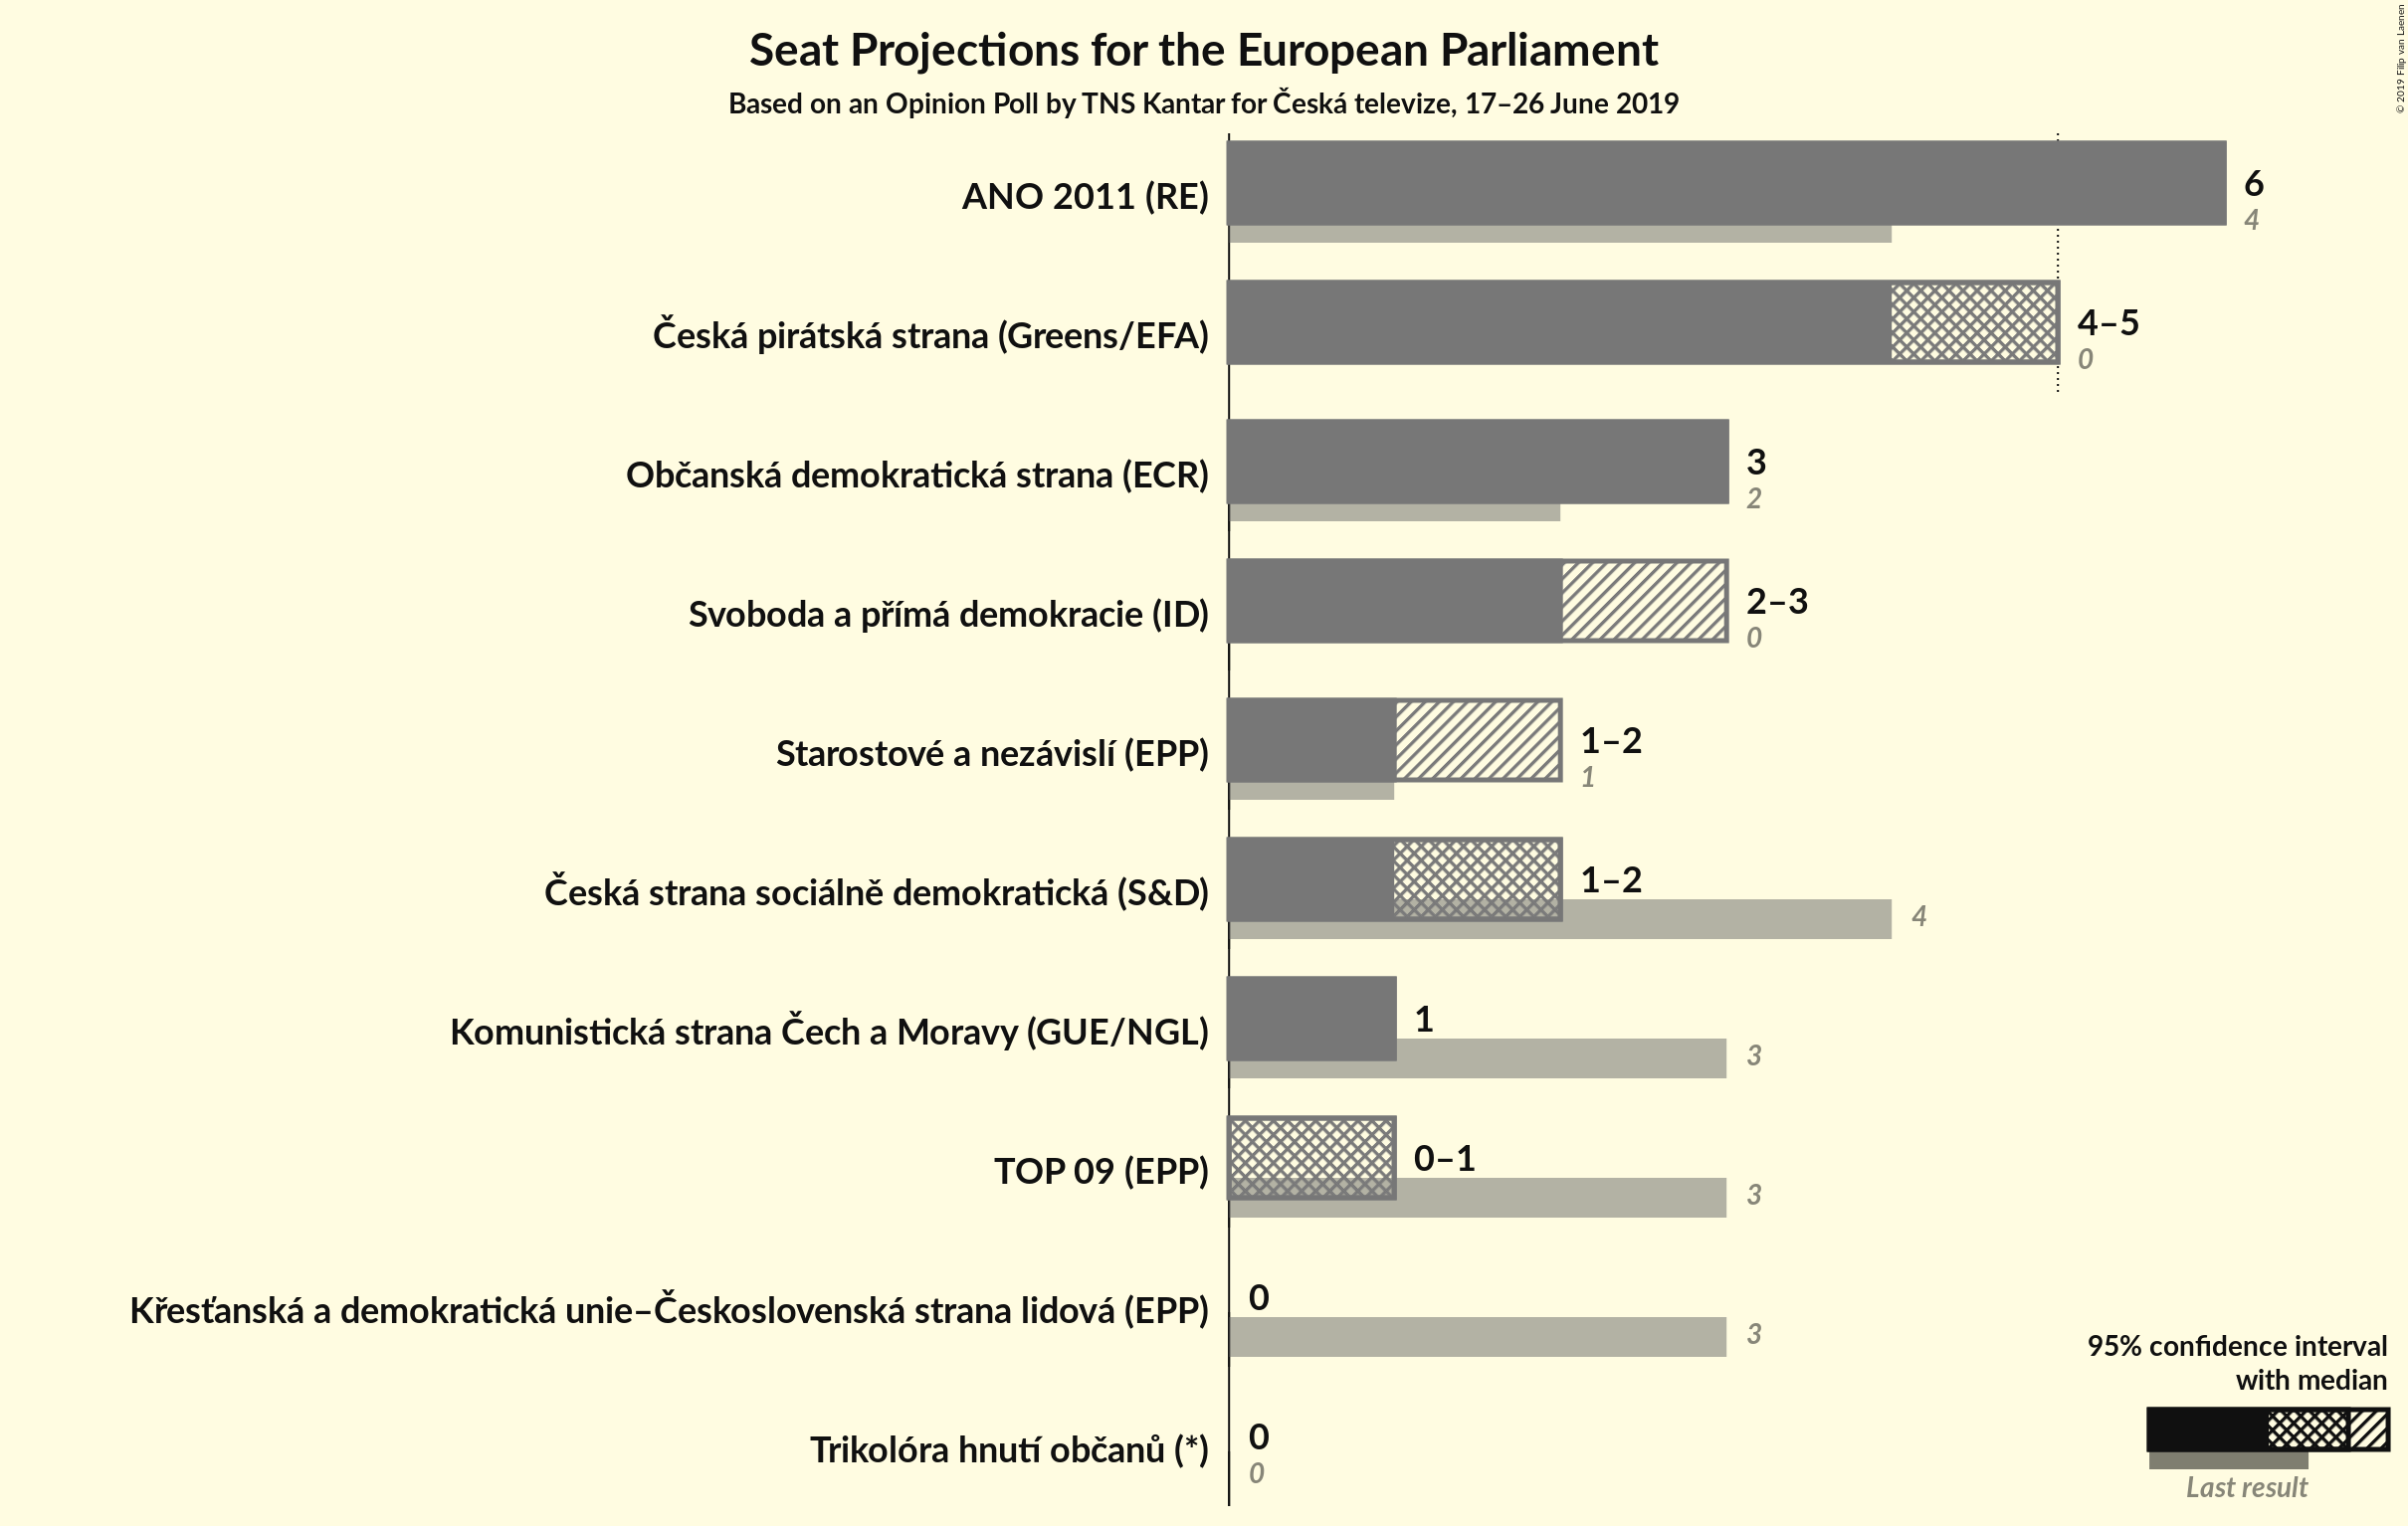 Seat Projections for the European Parliament
Based on an Opinion Poll by TNS Kantar for Česká televize, 17–26 June 2019
© 2019 Filip van Laenen
ANO 2011 (RE)
6
4
Česká pirátská strana (Greens/EFA)
4–5
0
Občanská demokratická strana (ECR)
3
2
Svoboda a přímá demokracie (ID)
2–3
0
Starostové a nezávislí (EPP)
1–2
1
Česká strana sociálně demokratická (S&D)
1–2
4
Komunistická strana Čech a Moravy (GUE/NGL)
1
3
TOP 09 (EPP)
0–1
3
Křesťanská a demokratická unie–Československá strana lidová (EPP)
0
3
Trikolóra hnutí občanů (*)
0
0
95% confidence interval
with median
Last result